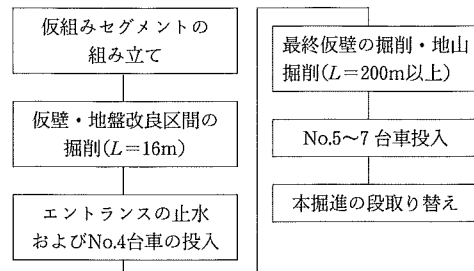 仮組みセグメントの
組み立て
仮壁・地盤改良区間の
掘削(L=16m)
エントランスの止水
およびNo.4台車の投入
最終仮壁の掘削・地山
掘削(L=200m以上)
No.5〜7 台車投入
本掘進の段取り替え